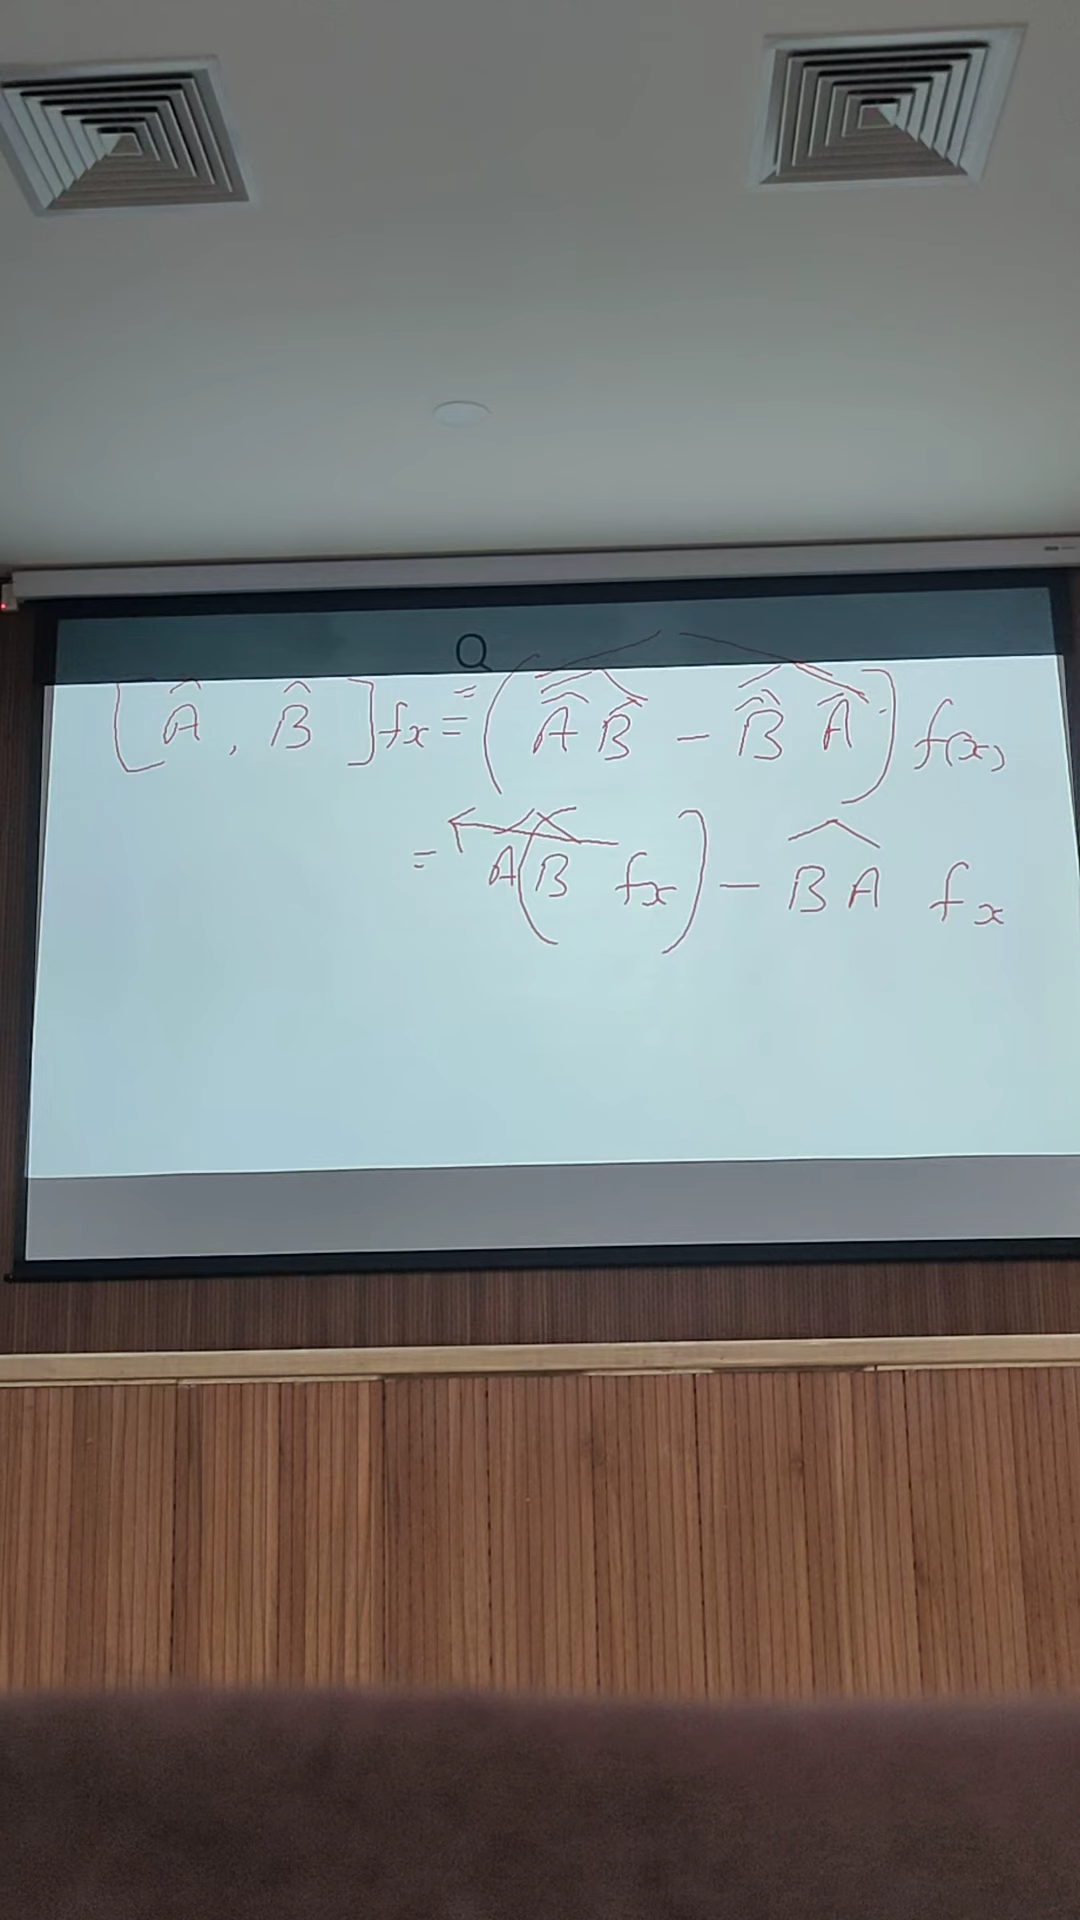 Q
[Â, B̂]fx = (ÂB̂ - B̂Â) f(x)
= A(B fx) - BA fx